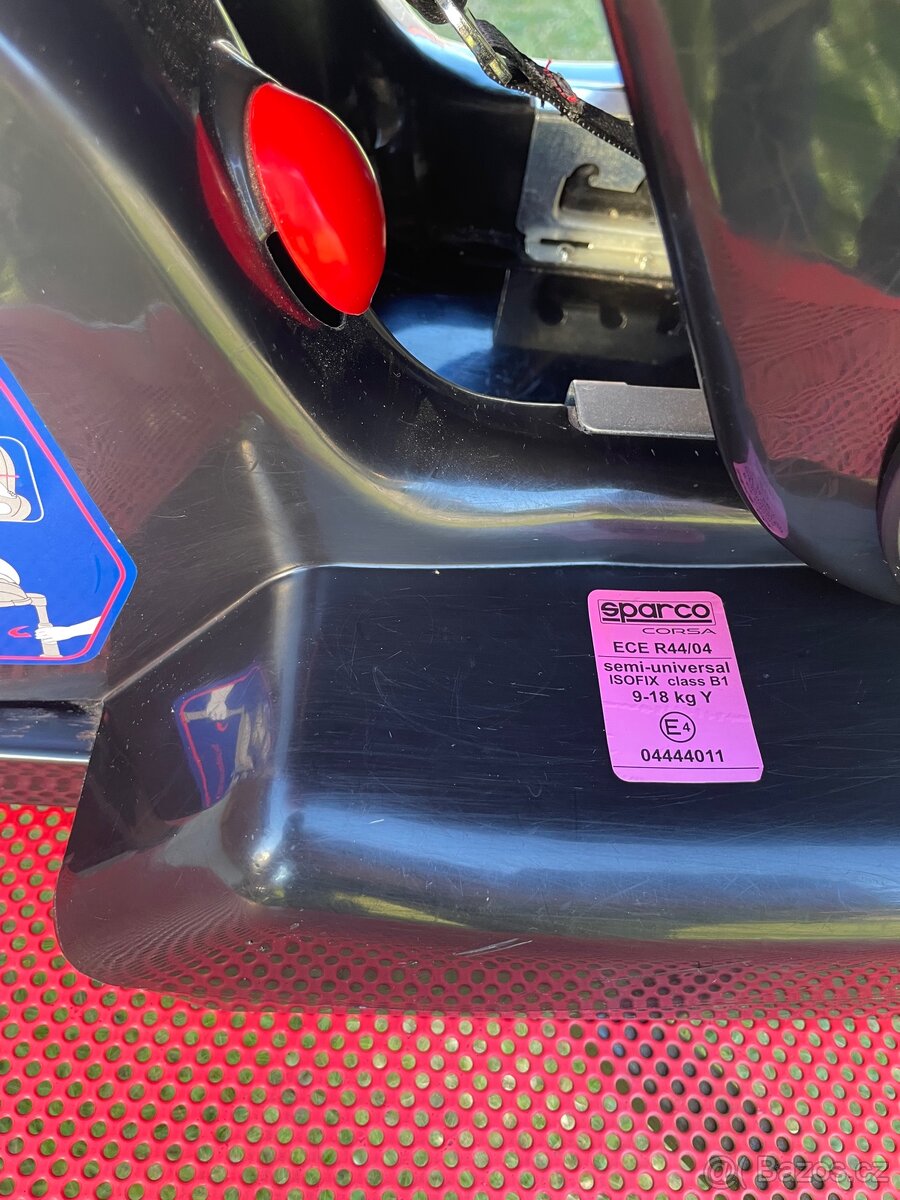 sparco
CORSA
ECE R44/04
semi-universal
ISOFIX class B1
9-18 kg Y
E4
04444011
@ Bazos.cz